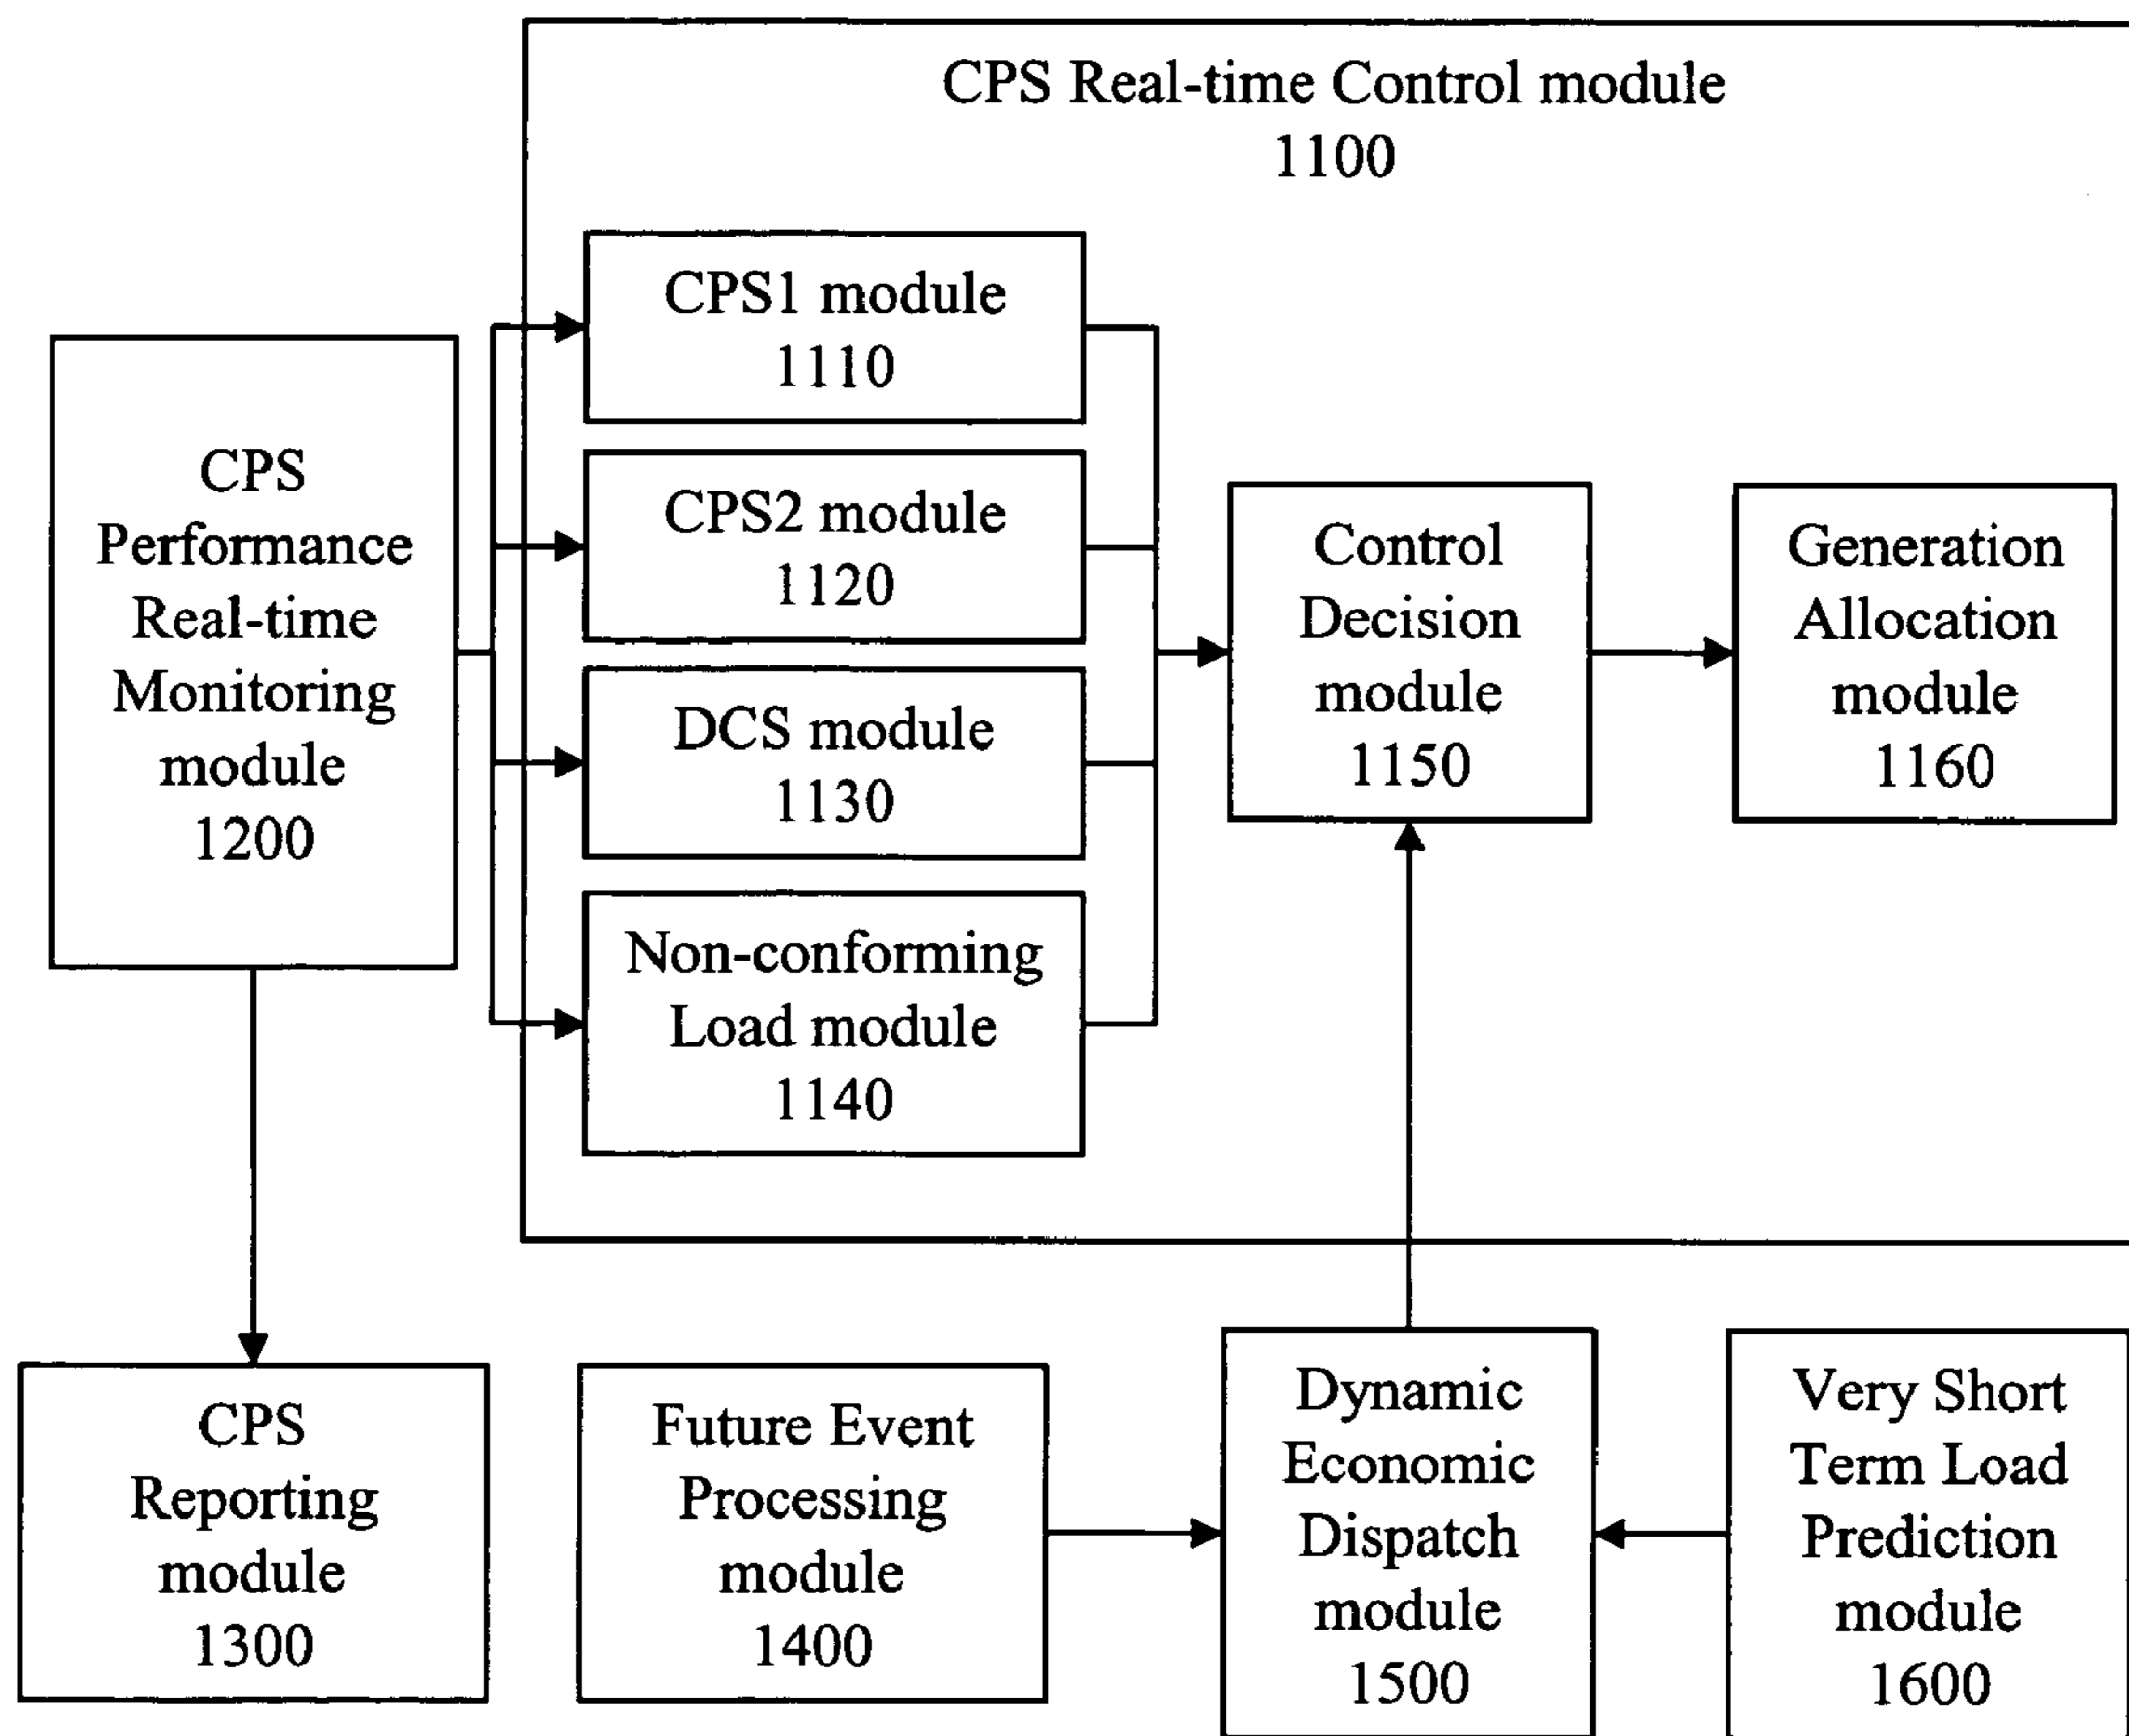 CPS Real-time Control module
1100
CPS1 module
1110
CPS2 module
1120
DCS module
1130
Non-conforming
Load module
1140
CPS
Performance
Real-time
Monitoring
module
1200
Control
Decision
module
1150
Generation
Allocation
module
1160
CPS
Reporting
module
1300
Future Event
Processing
module
1400
Dynamic
Economic
Dispatch
module
1500
Very Short
Term Load
Prediction
module
1600